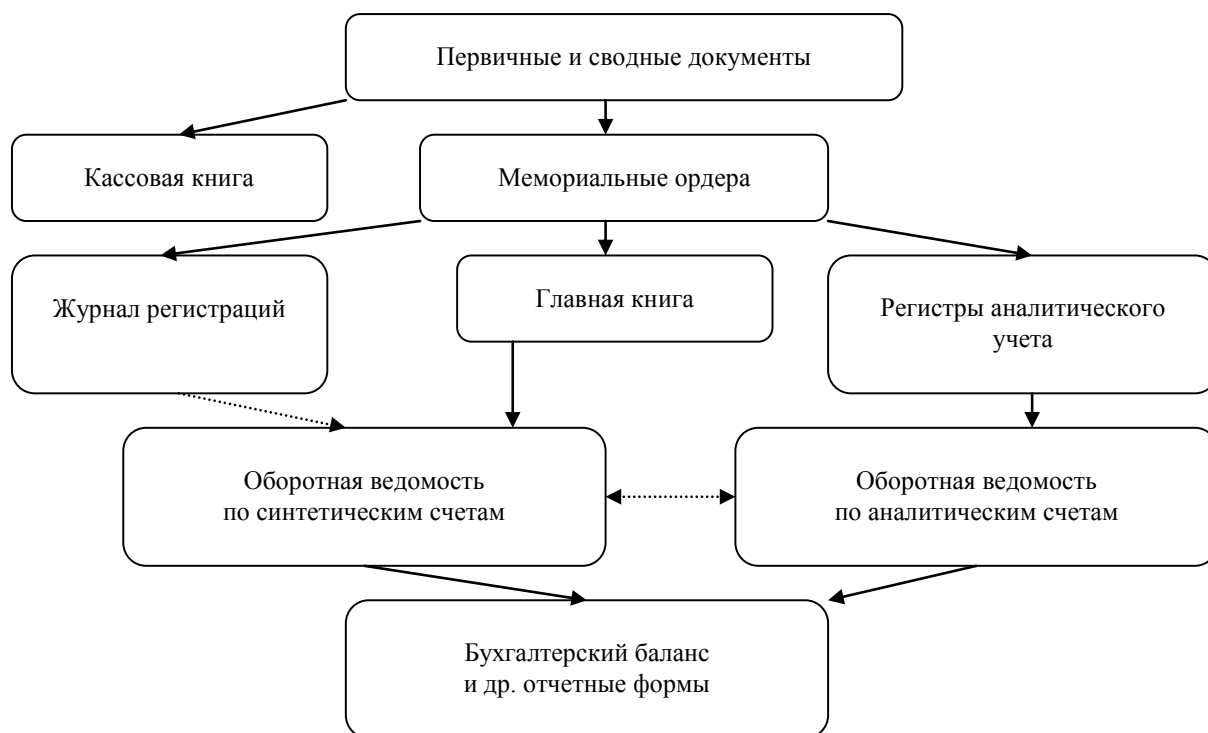 Первичные и сводные документы
Кассовая книга
Мемориальные ордера
Журнал регистраций
Главная книга
Регистры аналитического
учета
Оборотная ведомость
по синтетическим счетам
Оборотная ведомость
по аналитическим счетам
Бухгалтерский баланс
и др. отчетные формы